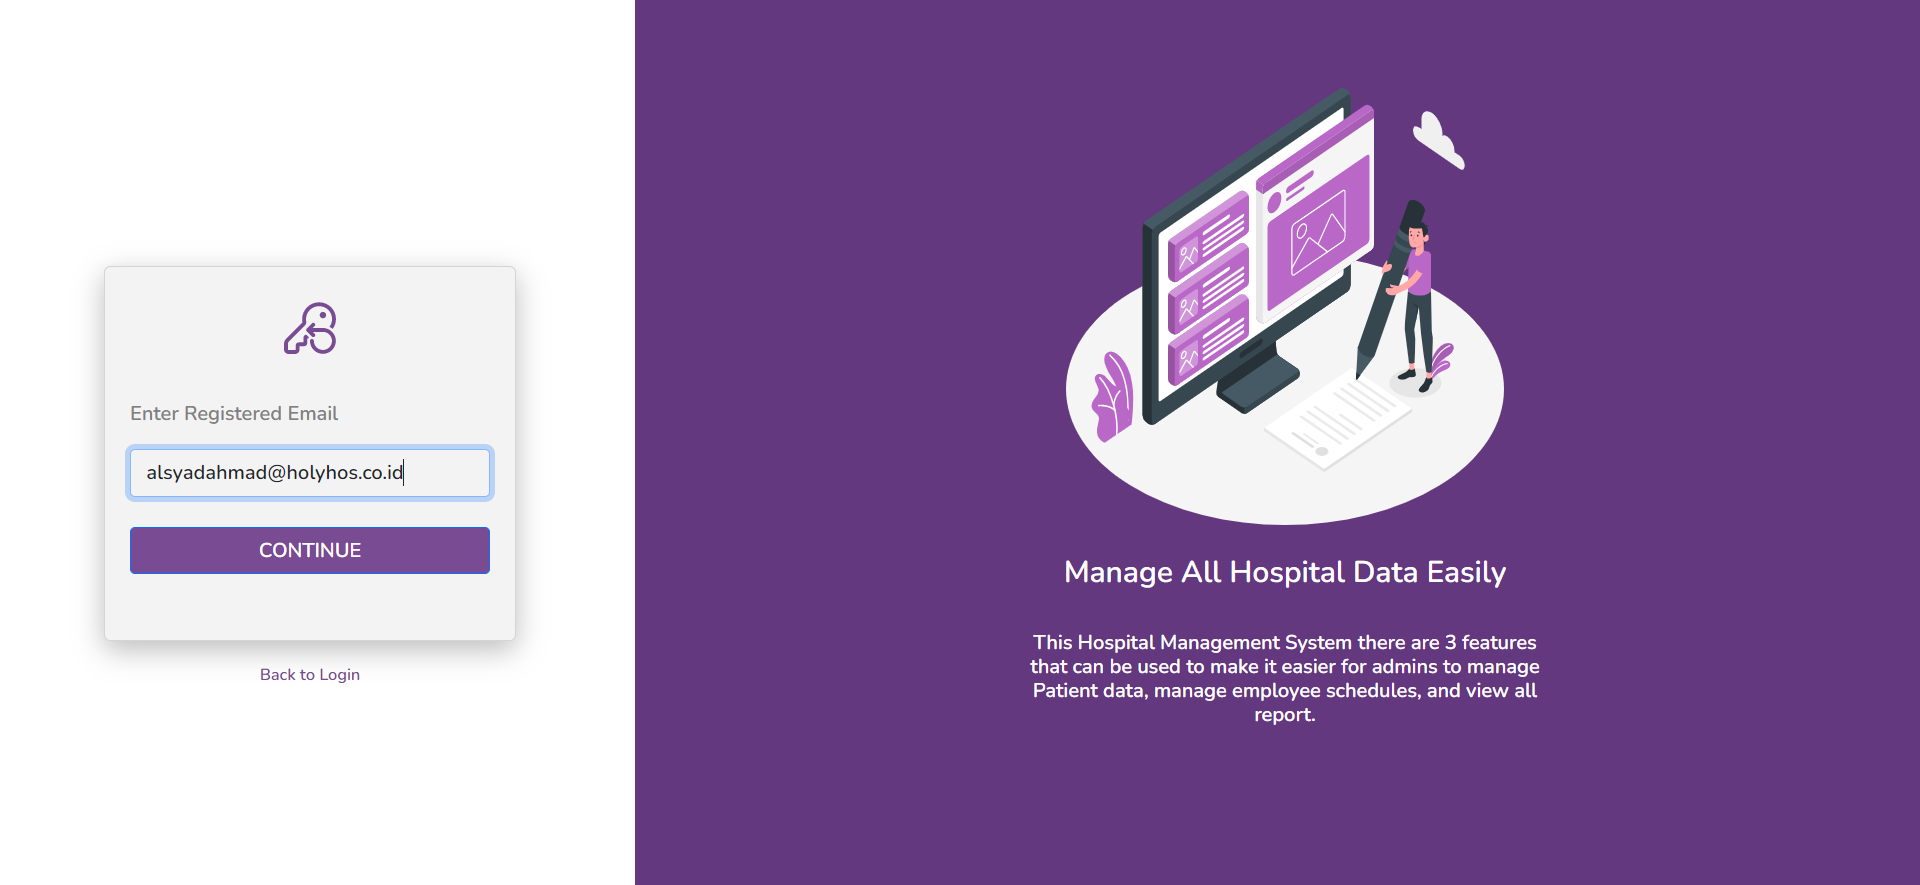 Enter Registered Email
alsyadahmad@holyhos.co.id
CONTINUE
Back to Login
Manage All Hospital Data Easily
This Hospital Management System there are 3 features
that can be used to make it easier for admins to manage
Patient data, manage employee schedules, and view all
report.